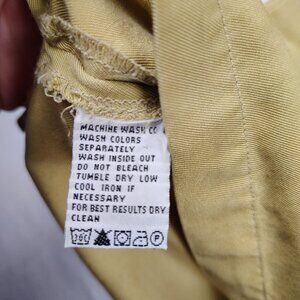 MACHINE WASK CO
WASH COLORS
SEPARATELY
WASH INSIDE OUT
DO NOT BLEACH
TUMBLE DRY LOW
COOL IRON IF
NECESSARY
FOR BEST RESULTS DRY
CLEAN
P